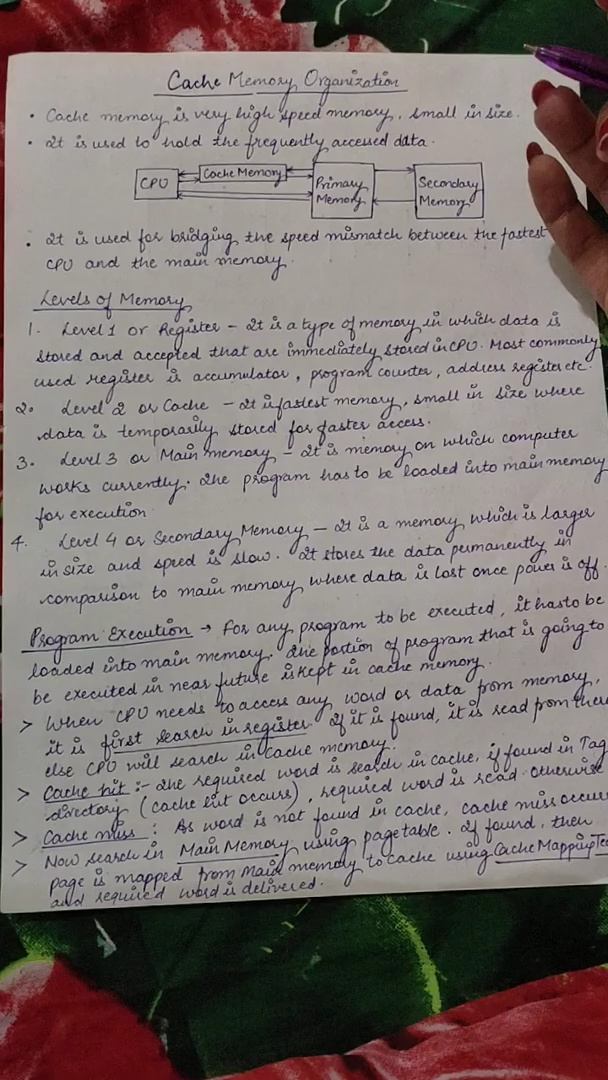 Cache Memory Organization
• Cache memory is very high speed memory, small in size.
• It is used to hold the frequently accessed data.
CPU
Cache Memory
Primary Memory
Secondary Memory
• It is used for bridging the speed mismatch between the fastest
CPU and the main memory.
Levels of Memory
1. Level 1 or Register - It is a type of memory in which data is
stored and accepted that are immediately stored in CPU. Most commonly
used register is accumulator, program counter, address register etc.
2. Level 2 or Cache - It is fastest memory, small in size where
data is temporarily stored for faster access.
3. Level 3 or Main memory - It is memory on which computer
works currently. The program has to be loaded into main memory
for execution
4. Level 4 or Secondary Memory - It is a memory which is larger
in size and speed is slow. It stores the data permanently in
comparison to main memory where data is lost once power is off.
Program Execution → For any program to be executed, it has to be
loaded into main memory. The portion of program that is going to
be executed in near future is kept in cache memory.
> When CPU needs to access any word or data from memory,
it is first search in register. If it is found, it is read from there
else CPU will search in cache memory.
> Cache hit :- The required word is search in cache, if found in Tag
directory (cache hit occurs), required word is read otherwise
> Cache miss : As word is not found in cache, cache miss occur
> Now search in Main Memory using page table. If found, then
page is mapped from main memory to cache using Cache Mapping Tec
and required word is delivered.